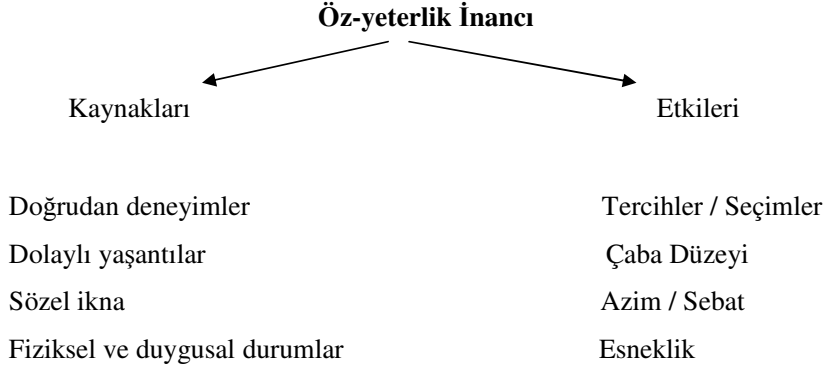 Öz-yeterlik İnancı
Kaynakları Etkileri
Doğrudan deneyimler Tercihler / Seçimler
Dolaylı yaşantılar Çaba Düzeyi
Sözel ikna Azim / Sebat
Fiziksel ve duygusal durumlar Esneklik